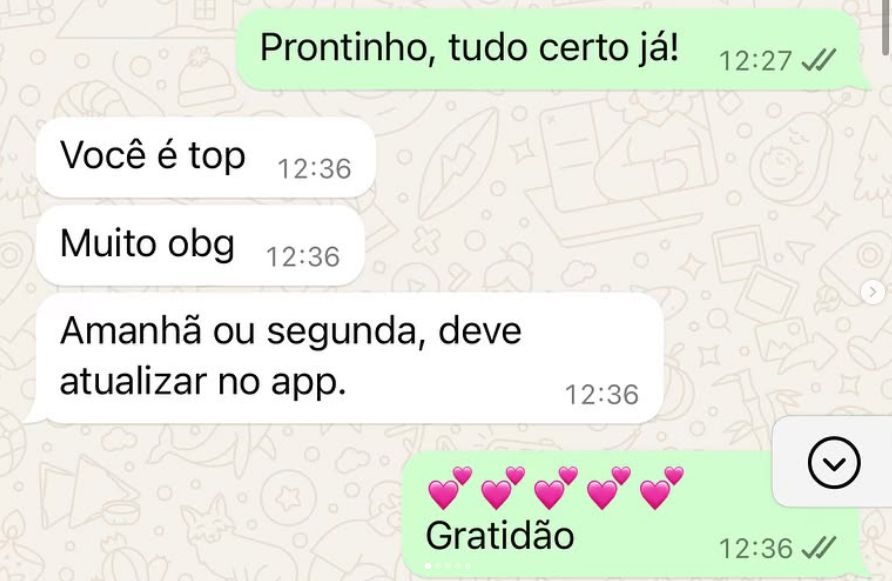 Prontinho, tudo certo já! 12:27
Você é top 12:36
Muito obg 12:36
Amanhã ou segunda, deve
atualizar no app. 12:36
💕💕💕💕💕
Gratidão 12:36